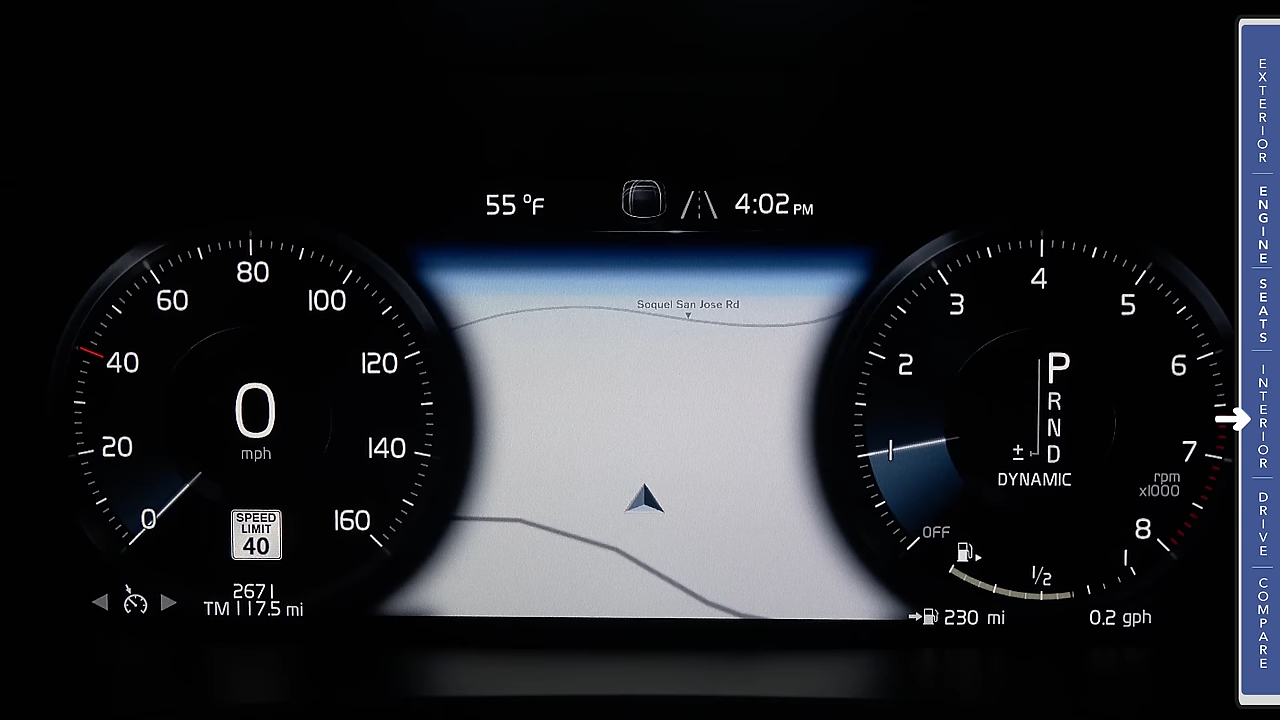 55 °F
4:02 PM
Soquel San Jose Rd
0
20
40
60
80
100
120
140
160
0
mph
SPEED
LIMIT
40
2671
TM 117.5 mi
1
2
3
4
5
6
7
8
P
R
N
± D
DYNAMIC
rpm
x1000
OFF
1/2
1
230 mi
0.2 gph
EXTERIOR
ENGINE
SEATS
INTERIOR
DRIVE
COMPARE